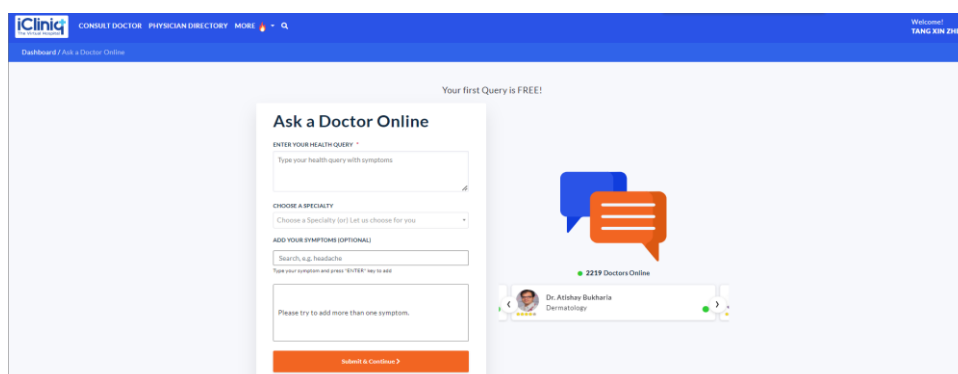 iCliniq
The Virtual Hospital
CONSULT DOCTOR PHYSICIAN DIRECTORY MORE
Welcome!
TANG XIN ZHI
Dashboard / Ask a Doctor Online
Your first Query is FREE!
Ask a Doctor Online
ENTER YOUR HEALTH QUERY *
Type your health query with symptoms
CHOOSE A SPECIALTY
Choose a Specialty (or) Let us choose for you
ADD YOUR SYMPTOMS (OPTIONAL)
Search, e.g. headache
Type your symptom and press "ENTER" key to add
Please try to add more than one symptom.
Submit & Continue
2219 Doctors Online
Dr. Atishay Bukharia
Dermatology